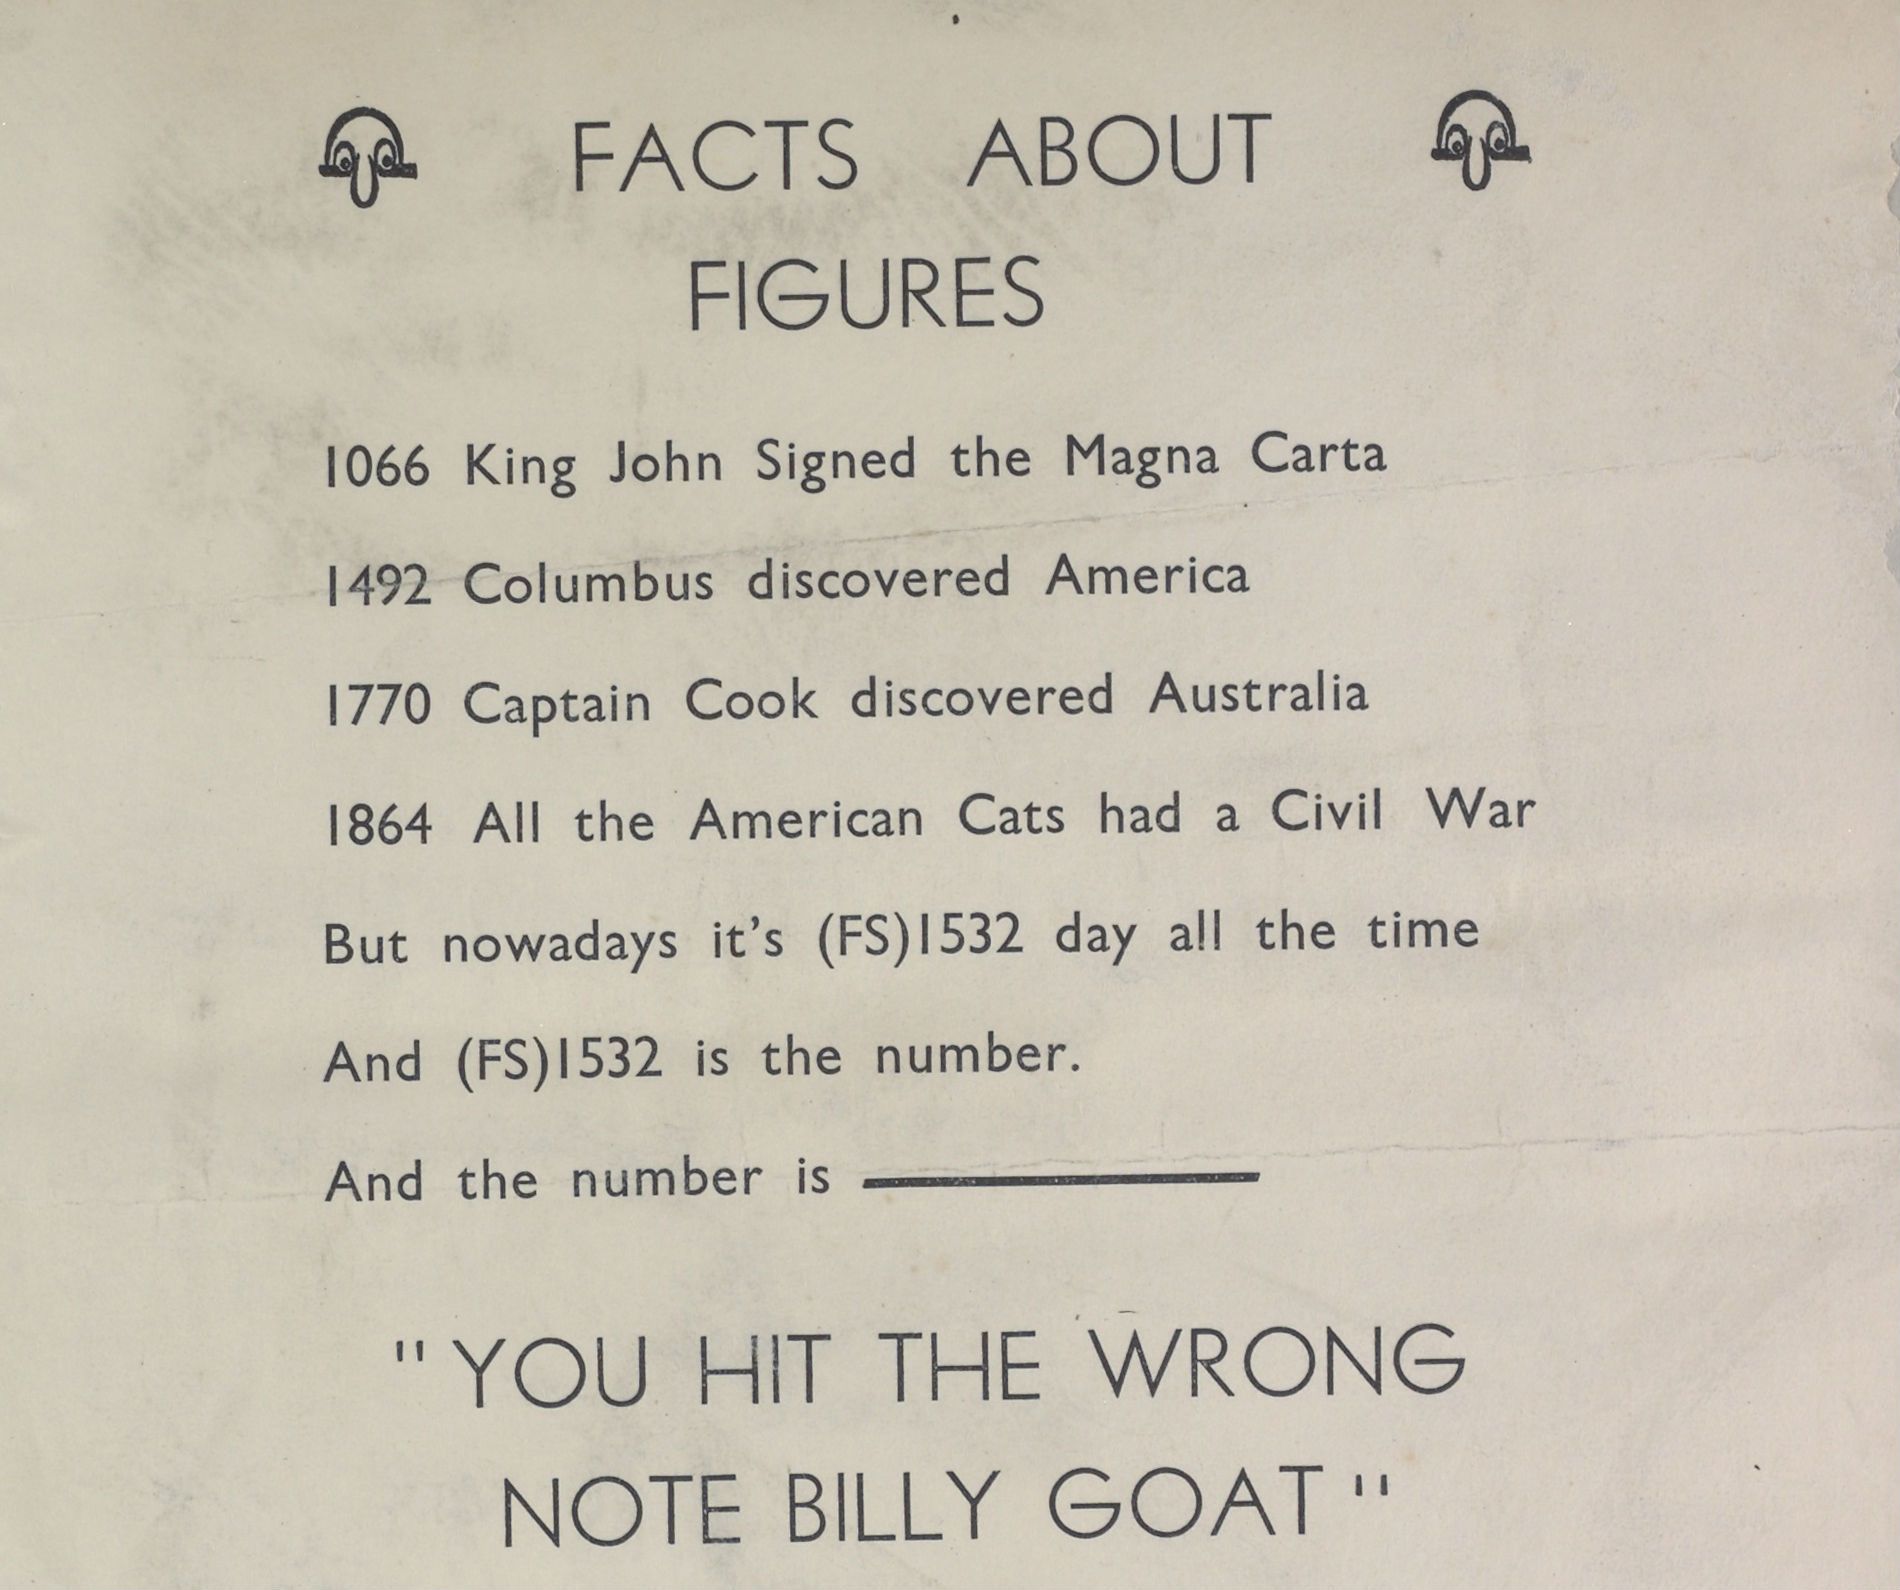 FACTS ABOUT
FIGURES
1066 King John Signed the Magna Carta
1492 Columbus discovered America
1770 Captain Cook discovered Australia
1864 All the American Cats had a Civil War
But nowadays it's (FS)1532 day all the time
And (FS)1532 is the number.
And the number is
"YOU HIT THE WRONG
NOTE BILLY GOAT"